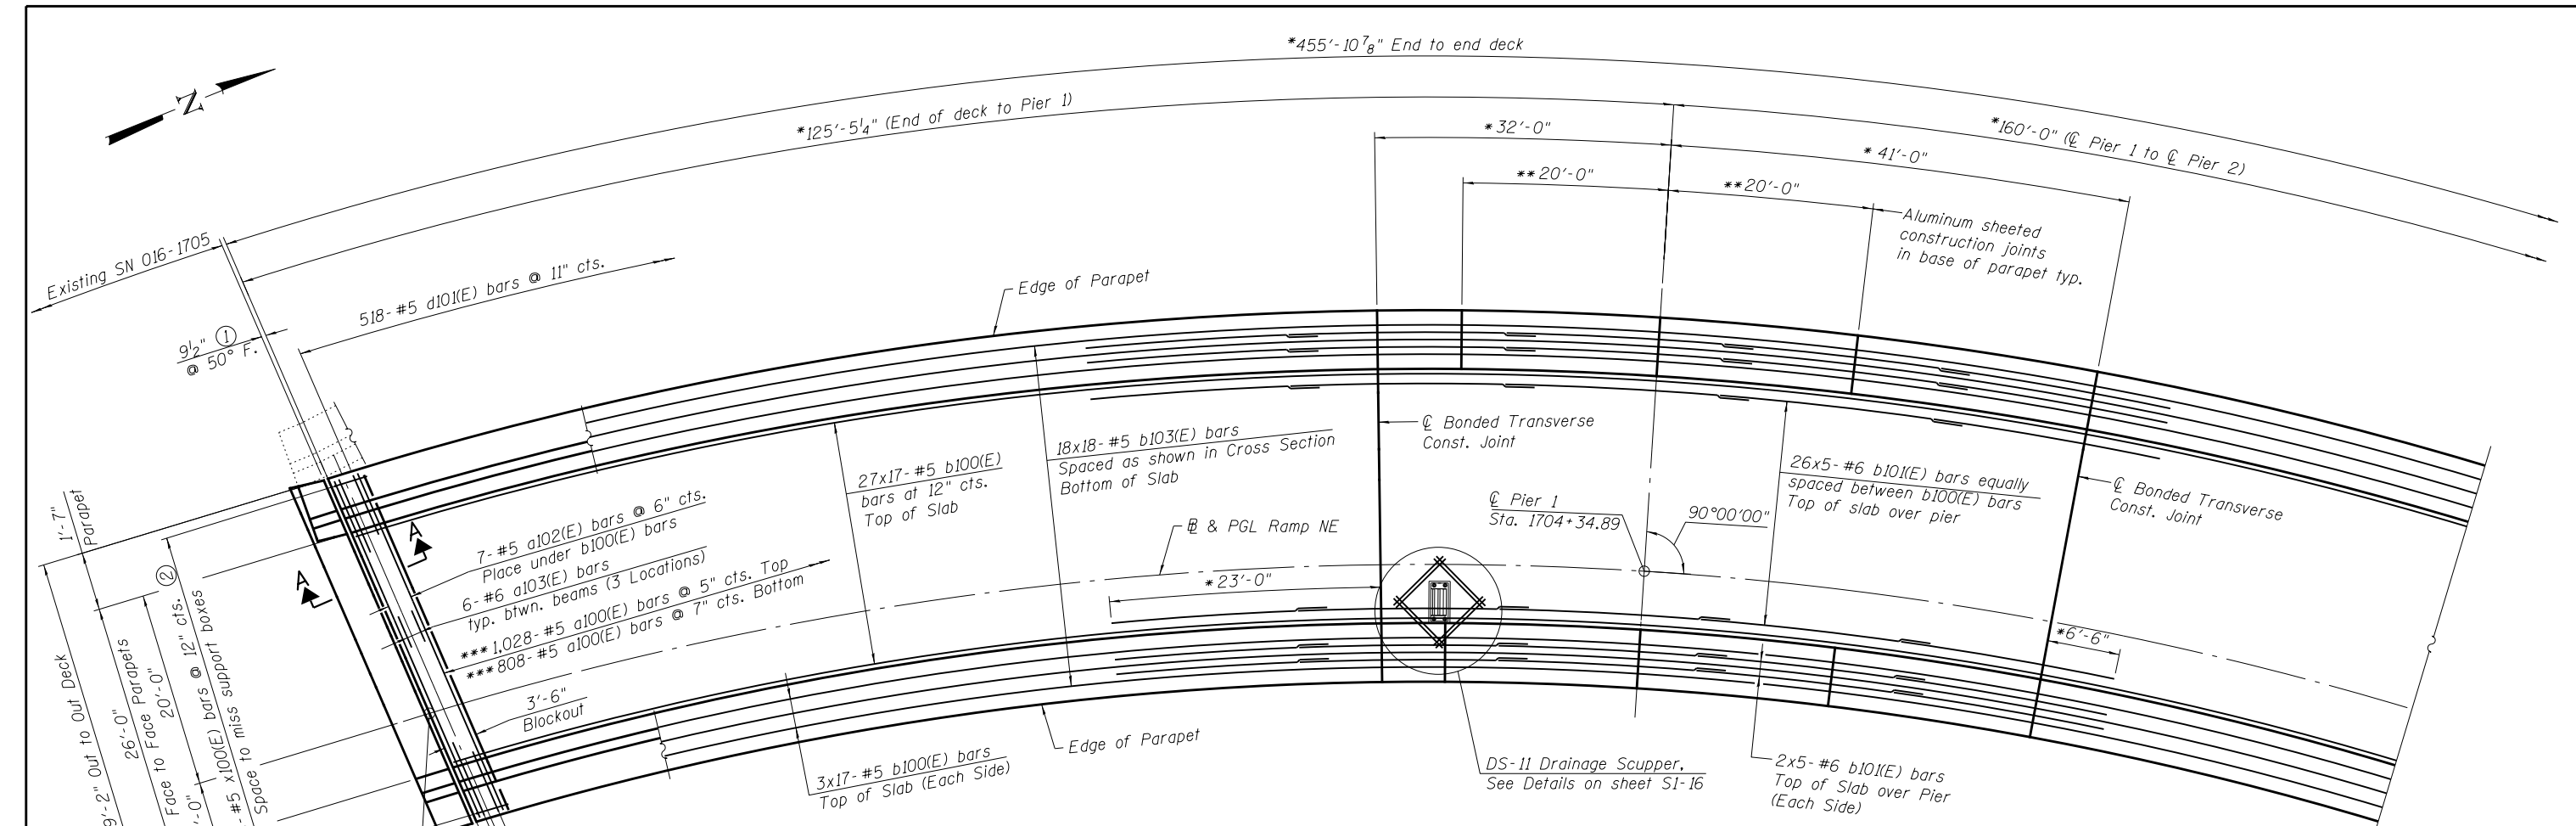 *455'-10 7/8" End to end deck
*125'-5 1/4" (End of deck to Pier 1)
*160'-0" (℄ Pier 1 to ℄ Pier 2)
*32'-0"
*41'-0"
**20'-0"
**20'-0"
Aluminum sheeted
construction joints
in base of parapet typ.
N
Existing SN 016-1705
518-#5 d101(E) bars @ 11" cts.
9 1/2" 1
@ 50° F.
Edge of Parapet
℄ Bonded Transverse
Const. Joint
27x17-#5 b100(E)
bars at 12" cts.
Top of Slab
18x18-#5 b103(E) bars
Spaced as shown in Cross Section
Bottom of Slab
26x5-#6 b101(E) bars equally
spaced between b100(E) bars
Top of slab over pier
℄ Bonded Transverse
Const. Joint
℄ Pier 1
Sta. 1704+34.89
90°00'00"
B & PGL Ramp NE
*23'-0"
*6'-6"
1'-7"
Parapet
A
A
7-#5 a102(E) bars @ 6" cts.
Place under b100(E) bars
6-#6 a103(E) bars
typ. btwn. beams (3 Locations)
***1,028-#5 a100(E) bars @ 5" cts. Top
***808-#5 a100(E) bars @ 7" cts. Bottom
3'-6"
Blockout
9'-2" Out to Out Deck
26'-0"
Face to Face Parapets
20'-0"
'-0"
-#5 x100(E) bars @ 12" cts. 2
Space to miss support boxes
3x17-#5 b100(E) bars
Top of Slab (Each Side)
Edge of Parapet
DS-11 Drainage Scupper,
See Details on sheet S1-16
2x5-#6 b101(E) bars
Top of Slab over Pier
(Each Side)